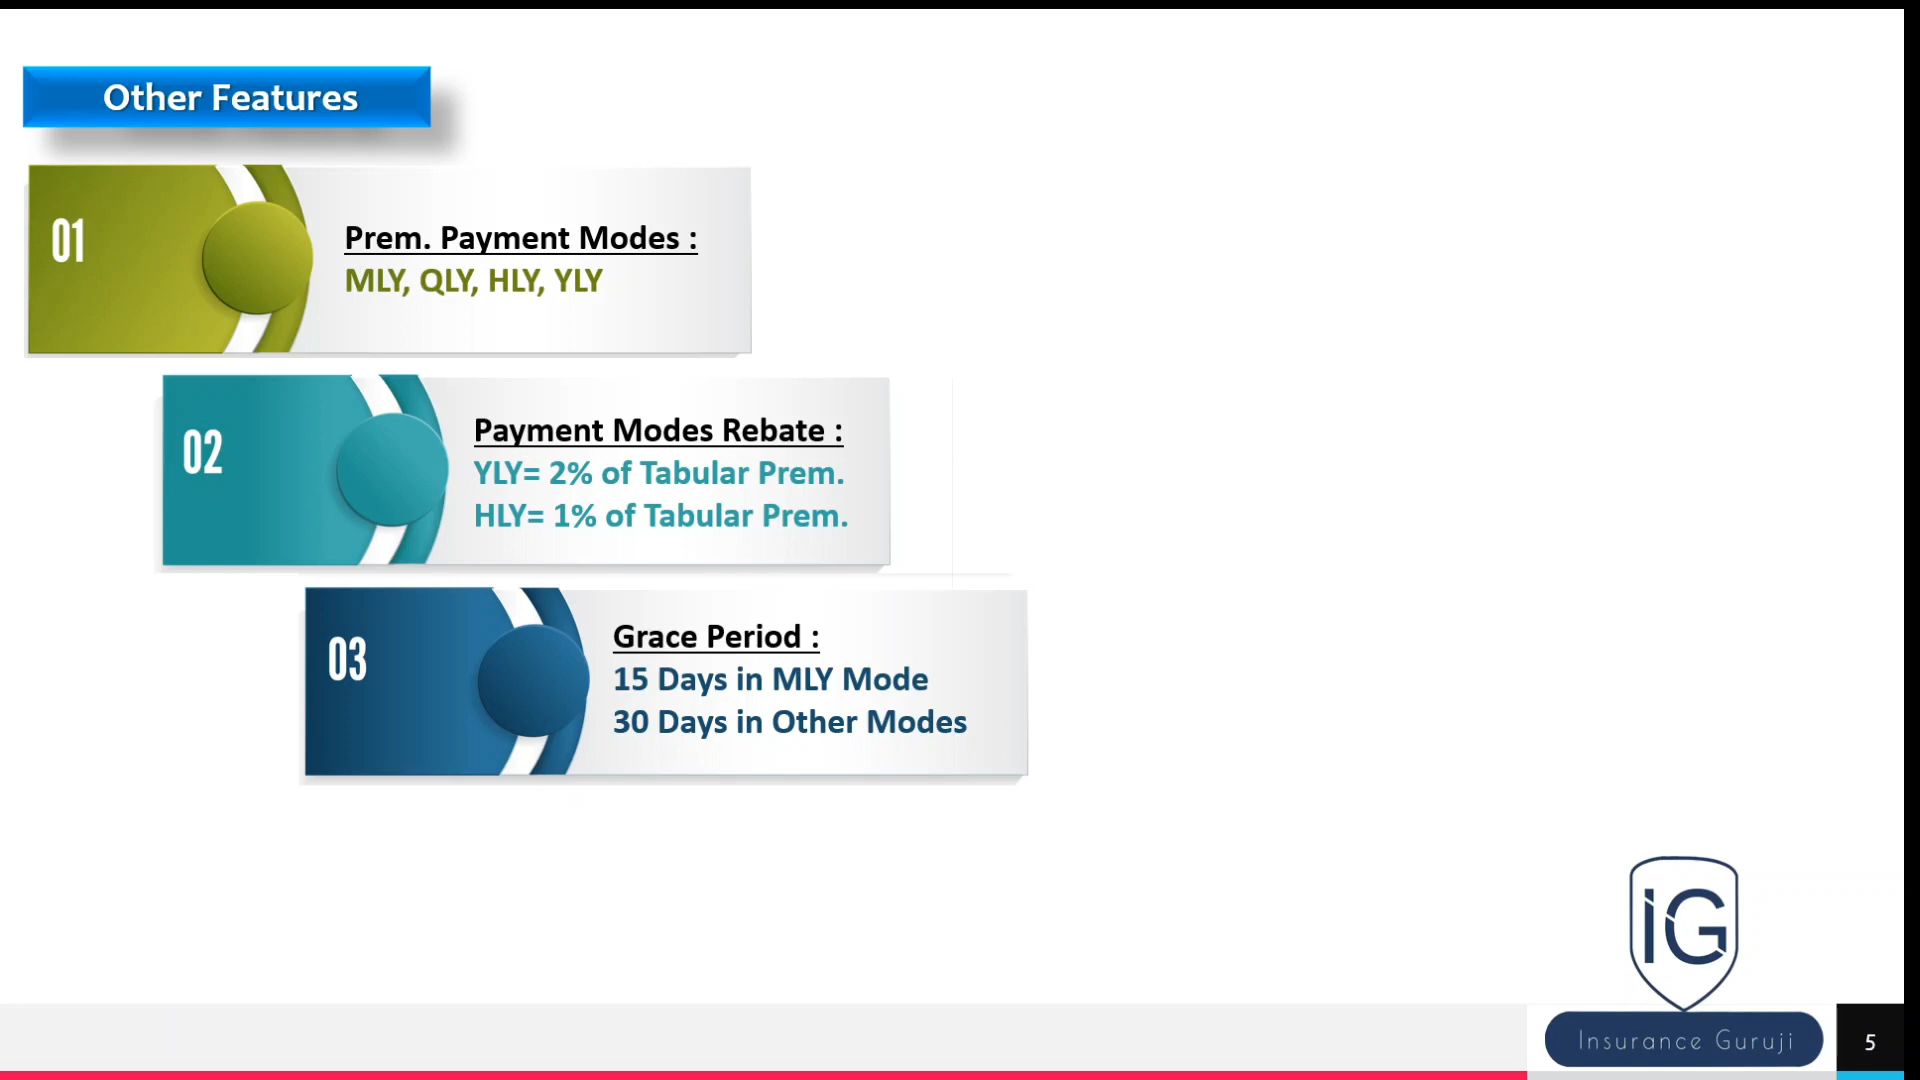 Other Features
01
Prem. Payment Modes :
MLY, QLY, HLY, YLY
02
Payment Modes Rebate :
YLY= 2% of Tabular Prem.
HLY= 1% of Tabular Prem.
03
Grace Period :
15 Days in MLY Mode
30 Days in Other Modes
IG
Insurance Guruji
5